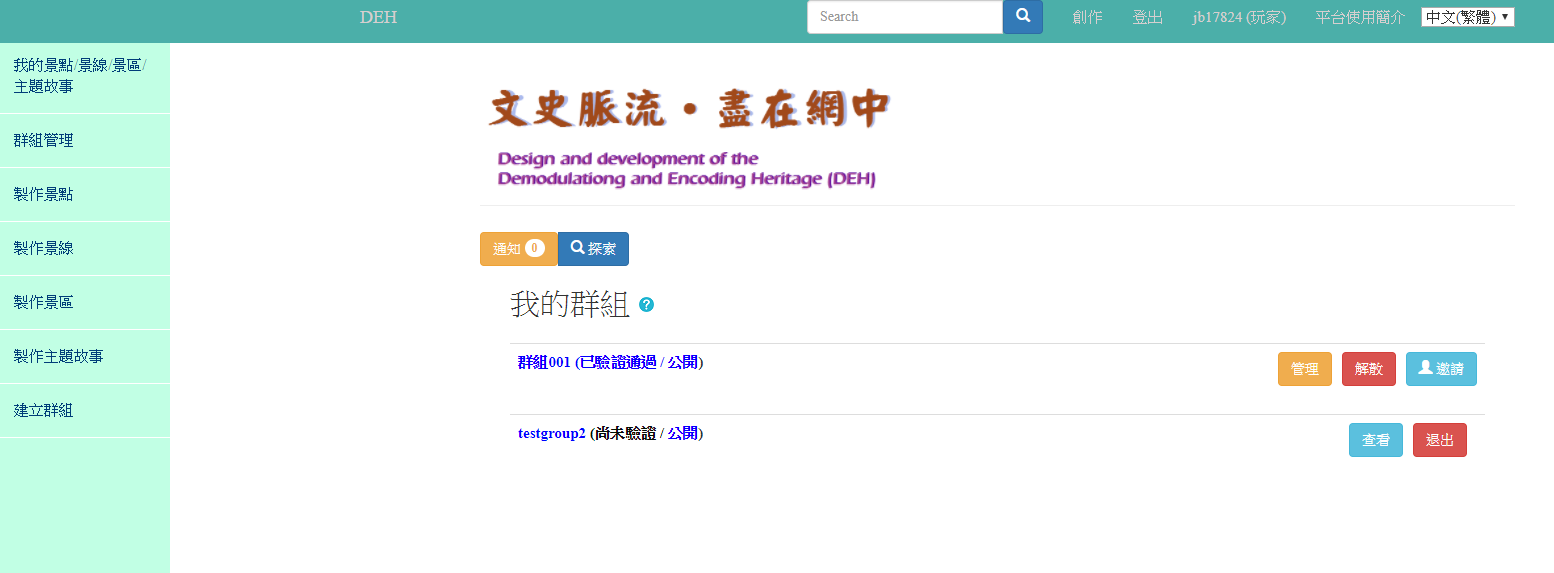 DEH
Search
創作
登出
jb17824 (玩家)
平台使用簡介
中文(繁體)
我的景點/景線/景區/
主題故事
群組管理
製作景點
製作景線
製作景區
製作主題故事
建立群組
文史脈流·盡在網中
Design and development of the
Demodulationg and Encoding Heritage (DEH)
通知 0
探索
我的群組 ?
群組001 (已驗證通過 / 公開)
管理
解散
邀請
testgroup2 (尚未驗證 / 公開)
查看
退出